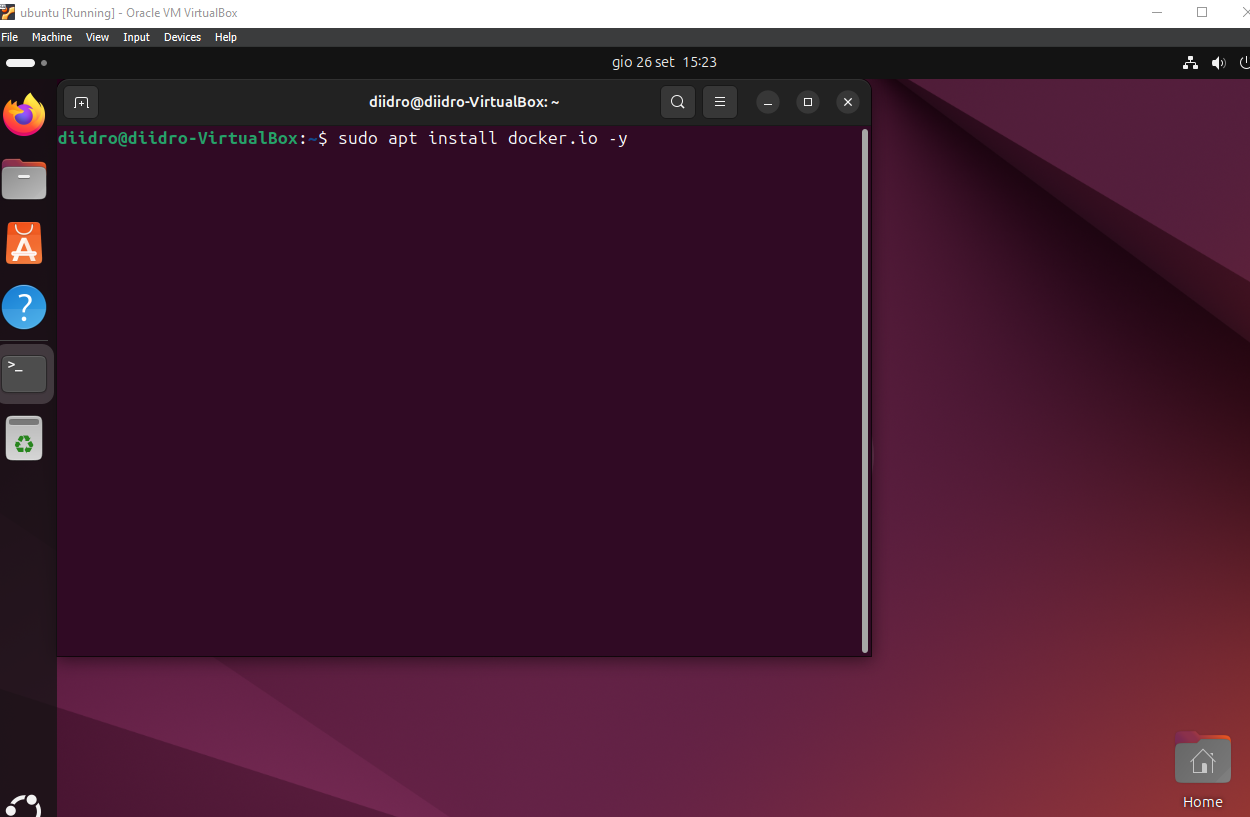 ubuntu [Running] - Oracle VM VirtualBox
File Machine View Input Devices Help
gio 26 set 15:23
diidro@diidro-VirtualBox: ~
diidro@diidro-VirtualBox:~$ sudo apt install docker.io -y
Home